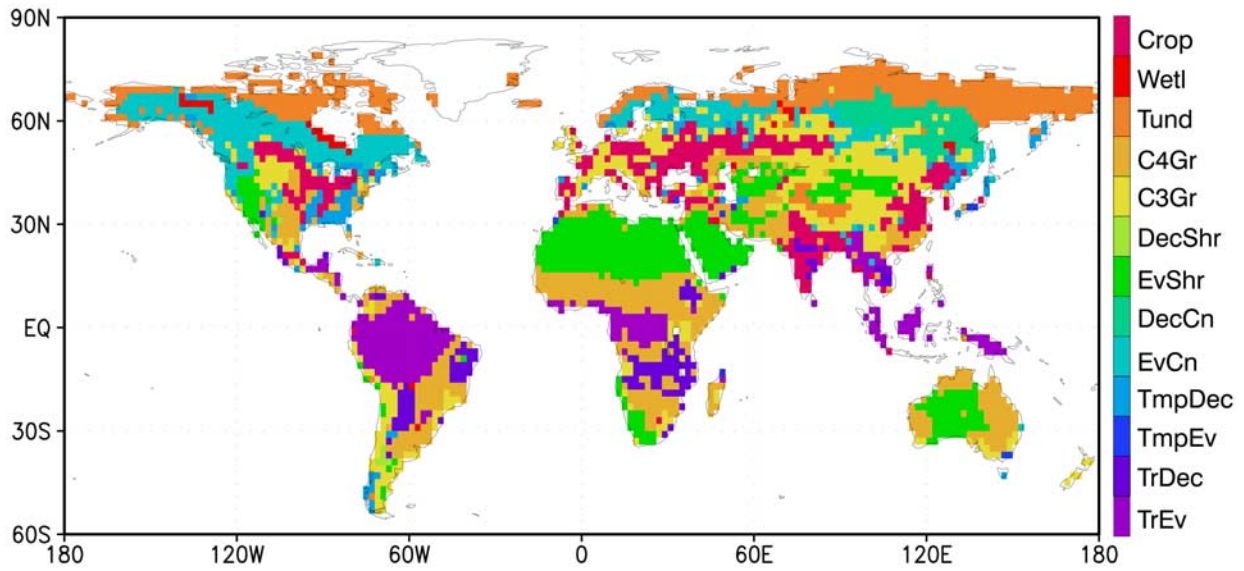 90N
60N
30N
EQ
30S
60S
180
120W
60W
0
60E
120E
180
Crop
Wetl
Tund
C4Gr
C3Gr
DecShr
EvShr
DecCn
EvCn
TmpDec
TmpEv
TrDec
TrEv